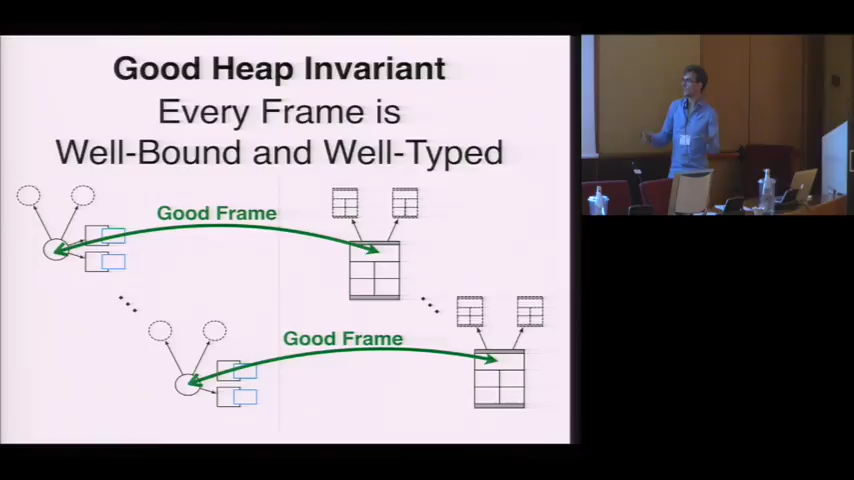 Good Heap Invariant
Every Frame is
Well-Bound and Well-Typed
Good Frame
Good Frame